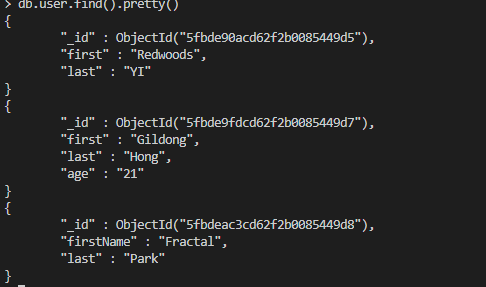 > db.user.find().pretty()
{
        "_id" : ObjectId("5fbde90acd62f2b0085449d5"),
        "first" : "Redwoods",
        "last" : "YI"
}
{
        "_id" : ObjectId("5fbde9fdcd62f2b0085449d7"),
        "first" : "Gildong",
        "last" : "Hong",
        "age" : "21"
}
{
        "_id" : ObjectId("5fbdeac3cd62f2b0085449d8"),
        "firstName" : "Fractal",
        "last" : "Park"
}